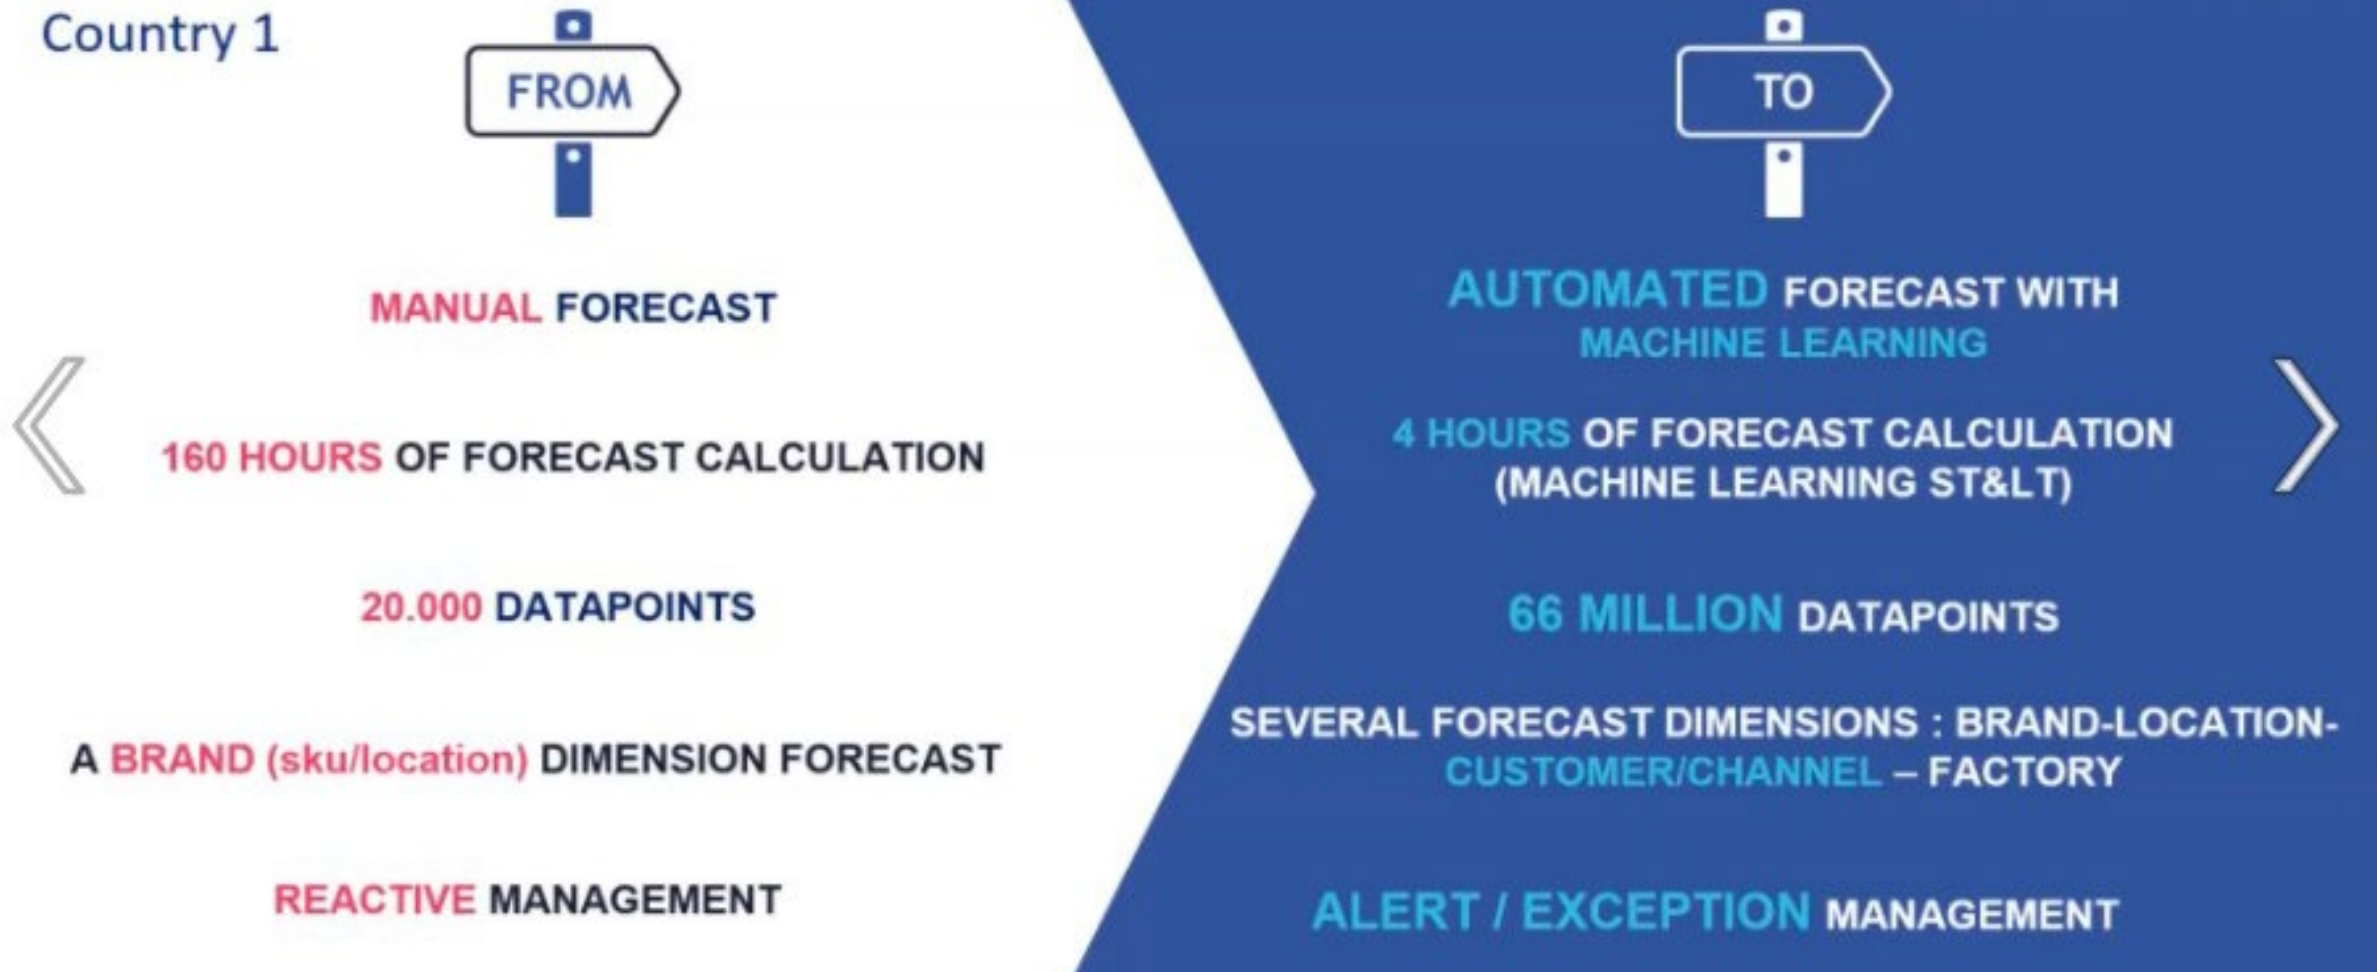 Country 1
FROM
MANUAL FORECAST
160 HOURS OF FORECAST CALCULATION
20.000 DATAPOINTS
A BRAND (sku/location) DIMENSION FORECAST
REACTIVE MANAGEMENT
TO
AUTOMATED FORECAST WITH
MACHINE LEARNING
4 HOURS OF FORECAST CALCULATION
(MACHINE LEARNING ST&LT)
66 MILLION DATAPOINTS
SEVERAL FORECAST DIMENSIONS : BRAND-LOCATION-
CUSTOMER/CHANNEL – FACTORY
ALERT / EXCEPTION MANAGEMENT